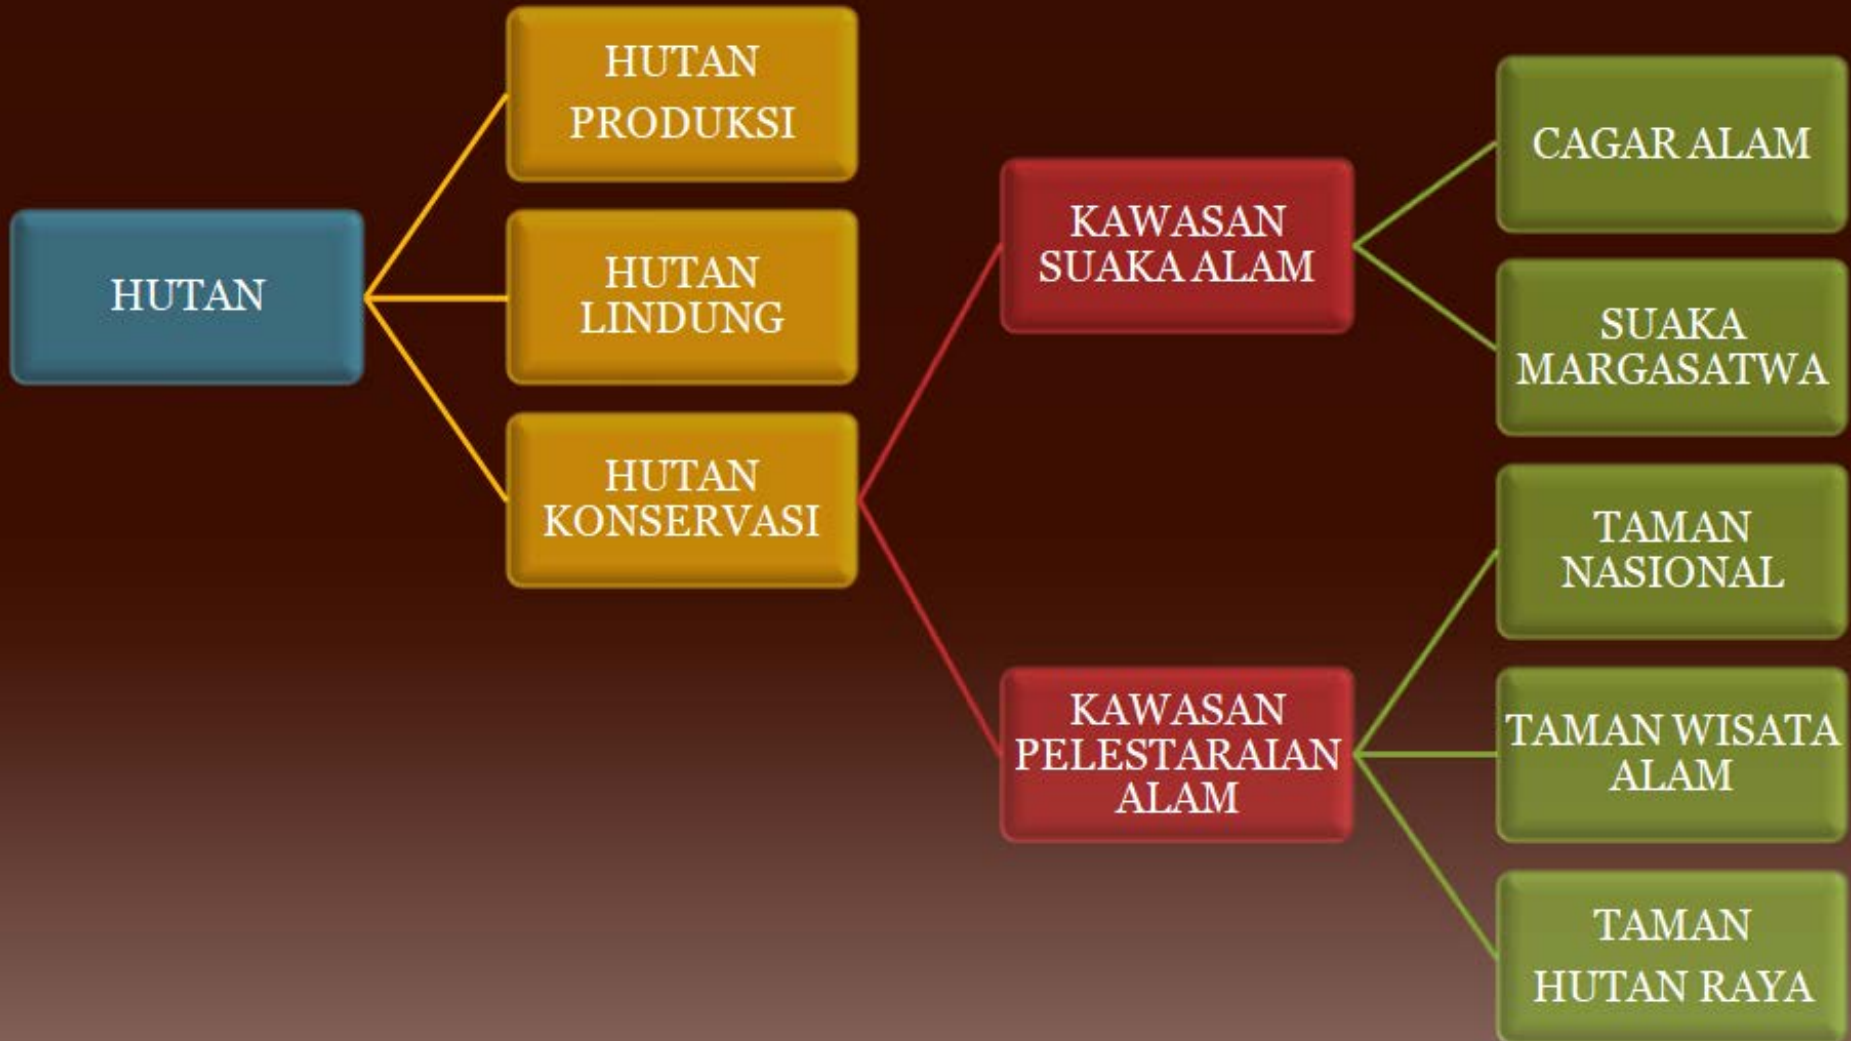 HUTAN
HUTAN
PRODUKSI
HUTAN
LINDUNG
HUTAN
KONSERVASI
KAWASAN
SUAKA ALAM
KAWASAN
PELESTARAIAN
ALAM
CAGAR ALAM
SUAKA
MARGASATWA
TAMAN
NASIONAL
TAMAN WISATA
ALAM
TAMAN
HUTAN RAYA